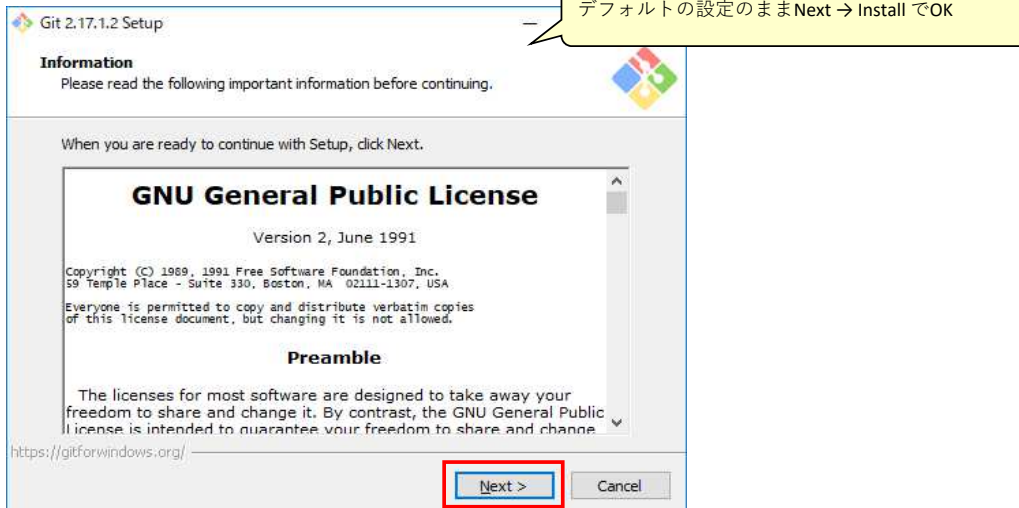 デフォルトの設定のままNext → Install でOK
Git 2.17.1.2 Setup
Information
Please read the following important information before continuing.
When you are ready to continue with Setup, click Next.
GNU General Public License
Version 2, June 1991
Copyright (C) 1989, 1991 Free Software Foundation, Inc.
59 Temple Place - Suite 330, Boston, MA  02111-1307, USA
Everyone is permitted to copy and distribute verbatim copies
of this license document, but changing it is not allowed.
Preamble
The licenses for most software are designed to take away your
freedom to share and change it. By contrast, the GNU General Public
License is intended to guarantee your freedom to share and change
https://gitforwindows.org/
Next >
Cancel